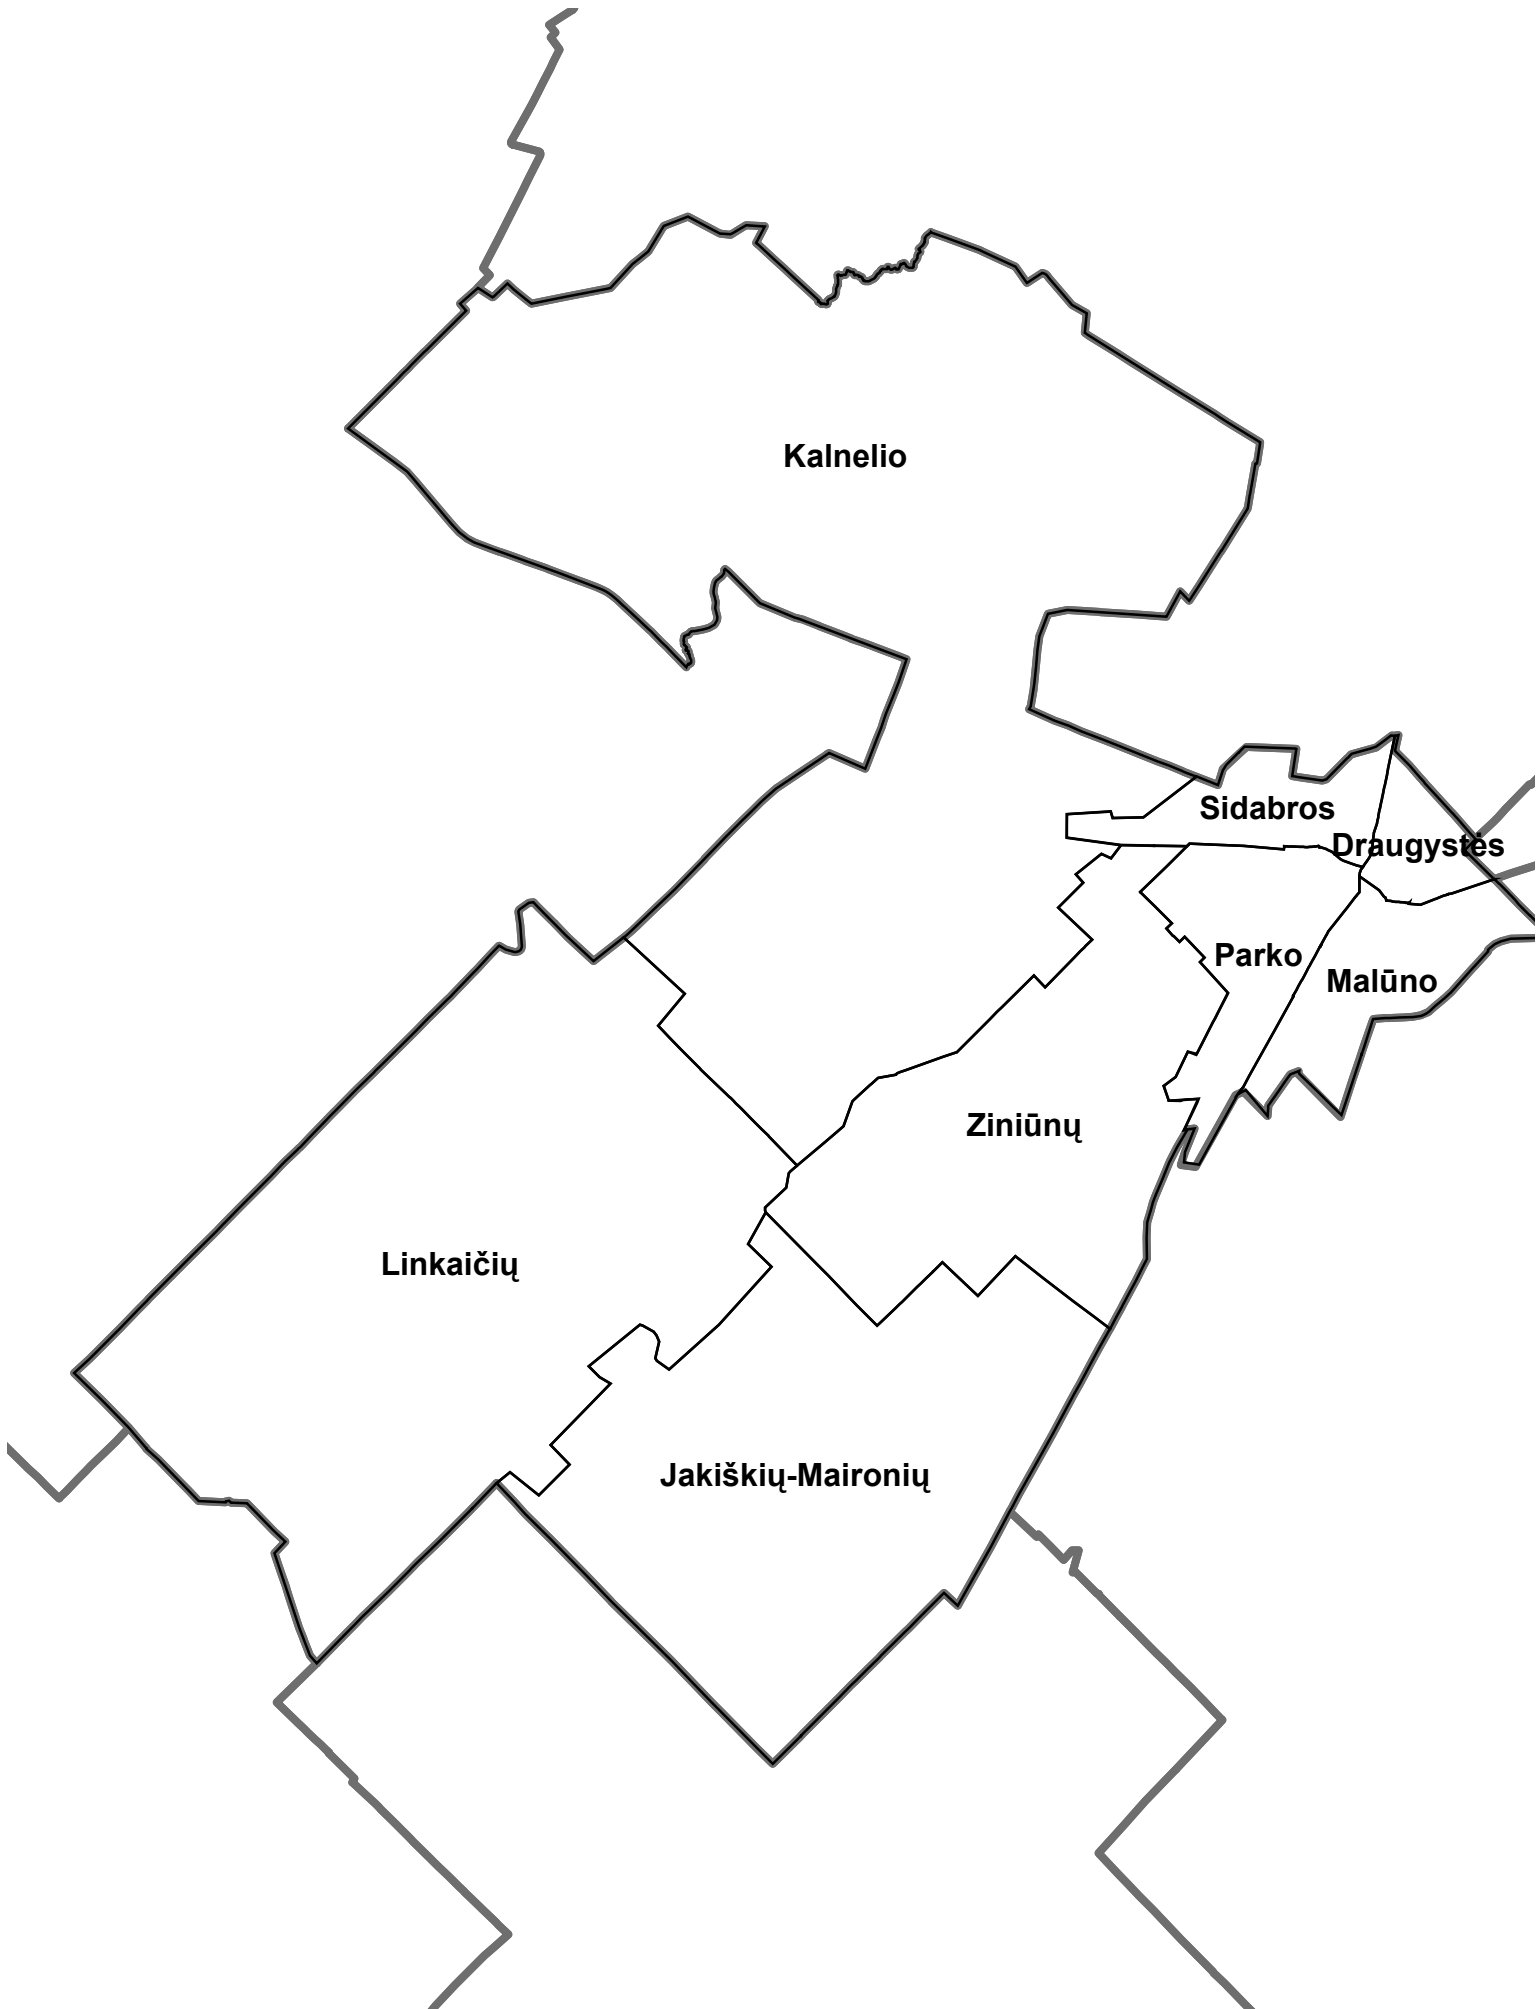 Kalnelio
Sidabros
Draugystės
Parko
Malūno
Ziniūnų
Linkaičių
Jakiškių-Maironių